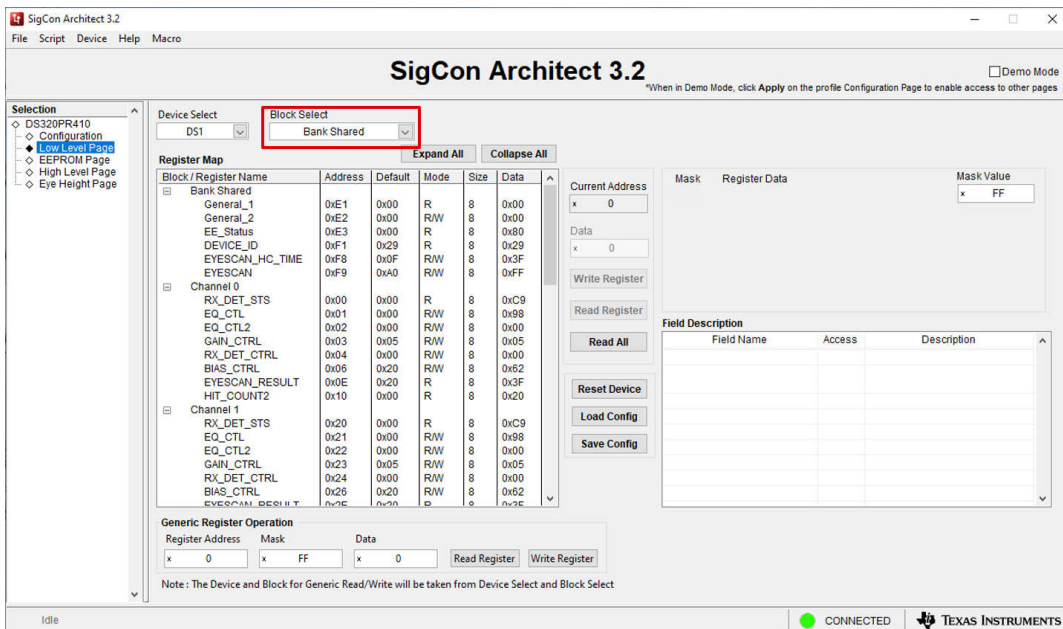 SigCon Architect 3.2
File Script Device Help Macro
SigCon Architect 3.2
Demo Mode
*When in Demo Mode, click Apply on the profile Configuration Page to enable access to other pages
Selection
DS320PR410
Configuration
Low Level Page
EEPROM Page
High Level Page
Eye Height Page
Device Select
DS1
Block Select
Bank Shared
Expand All Collapse All
Register Map
Block / Register Name Address Default Mode Size Data
Bank Shared
General_1 0xE1 0x00 R 8 0x00
General_2 0xE2 0x00 R/W 8 0x00
EE_Status 0xE3 0x00 R 8 0x80
DEVICE_ID 0xF1 0x29 R 8 0x29
EYESCAN_HC_TIME 0xF8 0x0F R/W 8 0x3F
EYESCAN 0xF9 0xA0 R/W 8 0xFF
Channel 0
RX_DET_STS 0x00 0x00 R 8 0xC9
EQ_CTL 0x01 0x00 R/W 8 0x98
EQ_CTL2 0x02 0x00 R/W 8 0x00
GAIN_CTRL 0x03 0x05 R/W 8 0x05
RX_DET_CTRL 0x04 0x00 R/W 8 0x00
BIAS_CTRL 0x06 0x20 R/W 8 0x62
EYESCAN_RESULT 0x0E 0x20 R 8 0x3F
HIT_COUNT2 0x10 0x00 R 8 0x20
Channel 1
RX_DET_STS 0x20 0x00 R 8 0xC9
EQ_CTL 0x21 0x00 R/W 8 0x98
EQ_CTL2 0x22 0x00 R/W 8 0x00
GAIN_CTRL 0x23 0x05 R/W 8 0x05
RX_DET_CTRL 0x24 0x00 R/W 8 0x00
BIAS_CTRL 0x26 0x20 R/W 8 0x62
EYESCAN_RESULT 0x2E 0x20 R 8 0x3F
Current Address
x 0
Data
x 0
Write Register
Read Register
Read All
Reset Device
Load Config
Save Config
Mask Register Data
Mask Value
x FF
Field Description
Field Name Access Description
Generic Register Operation
Register Address Mask Data
x 0 x FF x 0 Read Register Write Register
Note : The Device and Block for Generic Read/Write will be taken from Device Select and Block Select
Idle
CONNECTED
TEXAS INSTRUMENTS